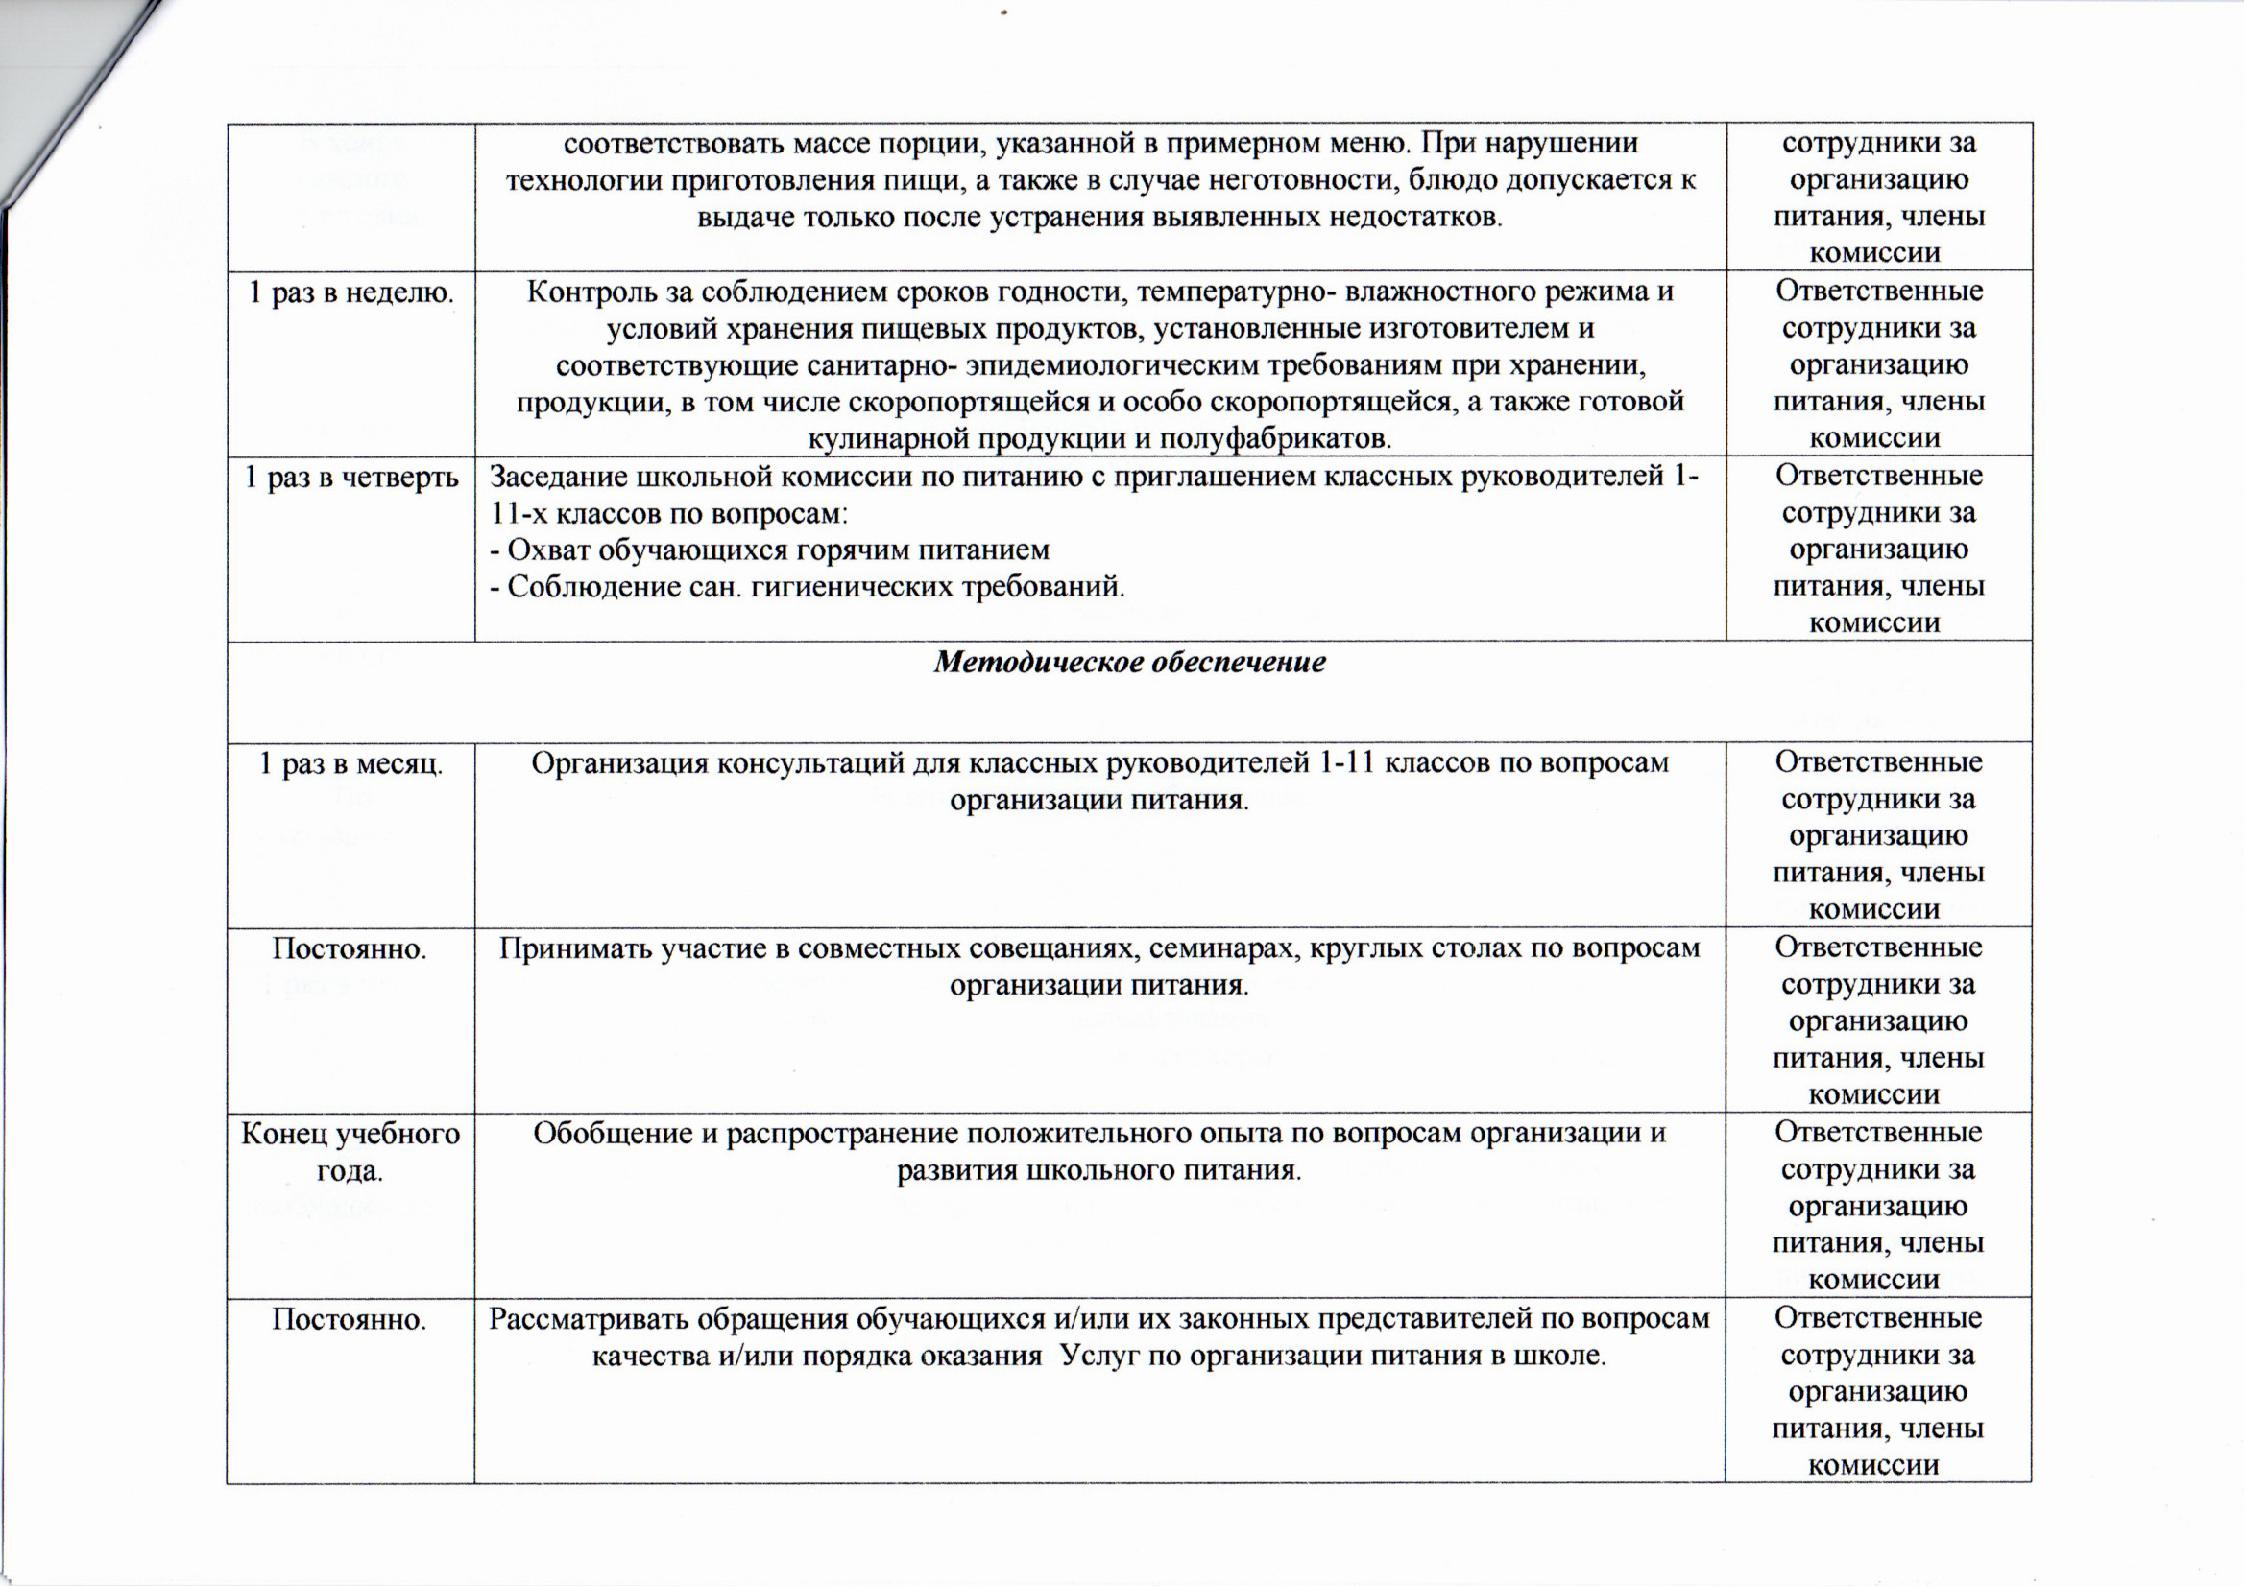 соответствовать массе порции, указанной в примерном меню. При нарушении
технологии приготовления пищи, а также в случае неготовности, блюдо допускается к
выдаче только после устранения выявленных недостатков.
сотрудники за
организацию
питания, члены
комиссии
1 раз в неделю.
Контроль за соблюдением сроков годности, температурно- влажностного режима и
условий хранения пищевых продуктов, установленные изготовителем и
соответствующие санитарно- эпидемиологическим требованиям при хранении,
продукции, в том числе скоропортящейся и особо скоропортящейся, а также готовой
кулинарной продукции и полуфабрикатов.
Ответственные
сотрудники за
организацию
питания, члены
комиссии
1 раз в четверть
Заседание школьной комиссии по питанию с приглашением классных руководителей 1-
11-х классов по вопросам:
- Охват обучающихся горячим питанием
- Соблюдение сан. гигиенических требований.
Ответственные
сотрудники за
организацию
питания, члены
комиссии
Методическое обеспечение
1 раз в месяц.
Организация консультаций для классных руководителей 1-11 классов по вопросам
организации питания.
Ответственные
сотрудники за
организацию
питания, члены
комиссии
Постоянно.
Принимать участие в совместных совещаниях, семинарах, круглых столах по вопросам
организации питания.
Ответственные
сотрудники за
организацию
питания, члены
комиссии
Конец учебного
года.
Обобщение и распространение положительного опыта по вопросам организации и
развития школьного питания.
Ответственные
сотрудники за
организацию
питания, члены
комиссии
Постоянно.
Рассматривать обращения обучающихся и/или их законных представителей по вопросам
качества и/или порядка оказания  Услуг по организации питания в школе.
Ответственные
сотрудники за
организацию
питания, члены
комиссии